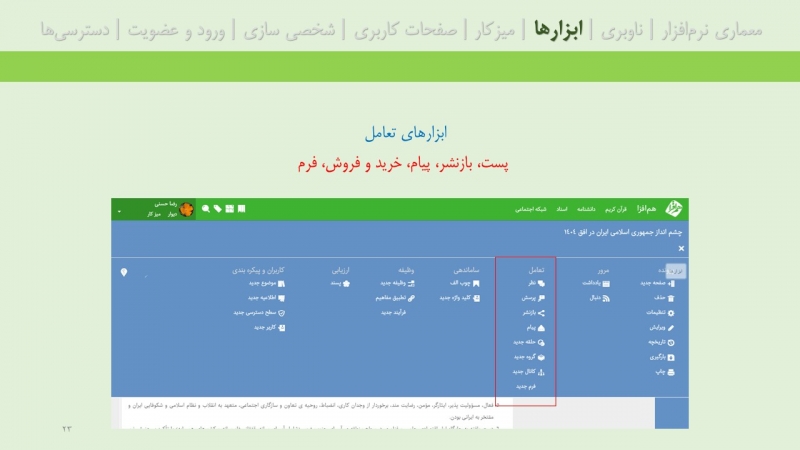 معماری نرم‌افزار | ناوبری | ابزارها | میزکار | صفحات کاربری | شخصی سازی | ورود و عضویت | دسترسی‌ها
ابزارهای تعامل
پست، بازنشر، پیام، خرید و فروش، فرم
هم‌افزا قرآن کریم دانشنامه اسناد شبکه اجتماعی
رضا حسنی
دیوار میز کار
چشم انداز جمهوری اسلامی ایران در افق ۱۴۰۴
ابزارها
صفحه جدید
حذف
تنظیمات
ویرایش
تاریخچه
بارگیری
چاپ
مرور
یادداشت
دنبال
تعامل
نظر
پرسش
بازنشر
پیام
حلقه جدید
گروه جدید
کانال جدید
فرم جدید
ساماندهی
چوب الف
کلید واژه جدید
وظیفه
وظیفه جدید
تطبیق مفاهیم
فرآیند جدید
ارزیابی
پسند
کاربران و پیکره بندی
موضوع جدید
اطلاعیه جدید
سطح دسترسی جدید
کاربر جدید
فعال، مسوولیت پذیر، ایثارگر، مؤمن، رضایت مند، برخوردار از وجدان کاری، انضباط، روحیه ی تعاون و سازگاری اجتماعی، متعهد به انقلاب و نظام اسلامی و شکوفایی ایران و
مفتخر به ایرانی بودن.
۲۳